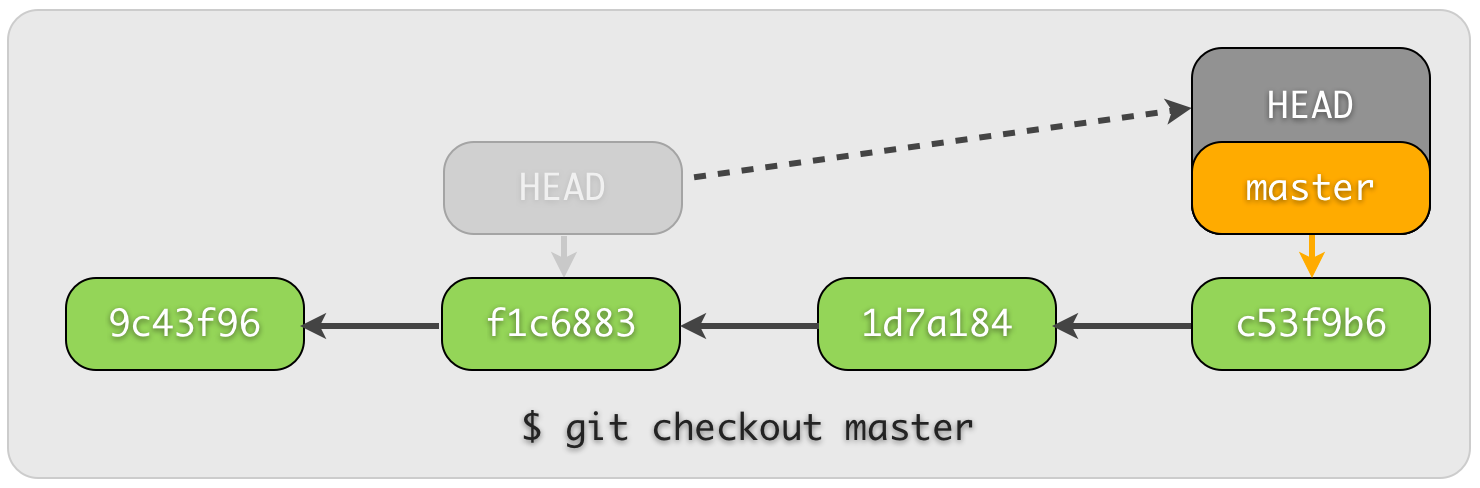 HEAD
HEAD
master
9c43f96
f1c6883
1d7a184
c53f9b6
$ git checkout master